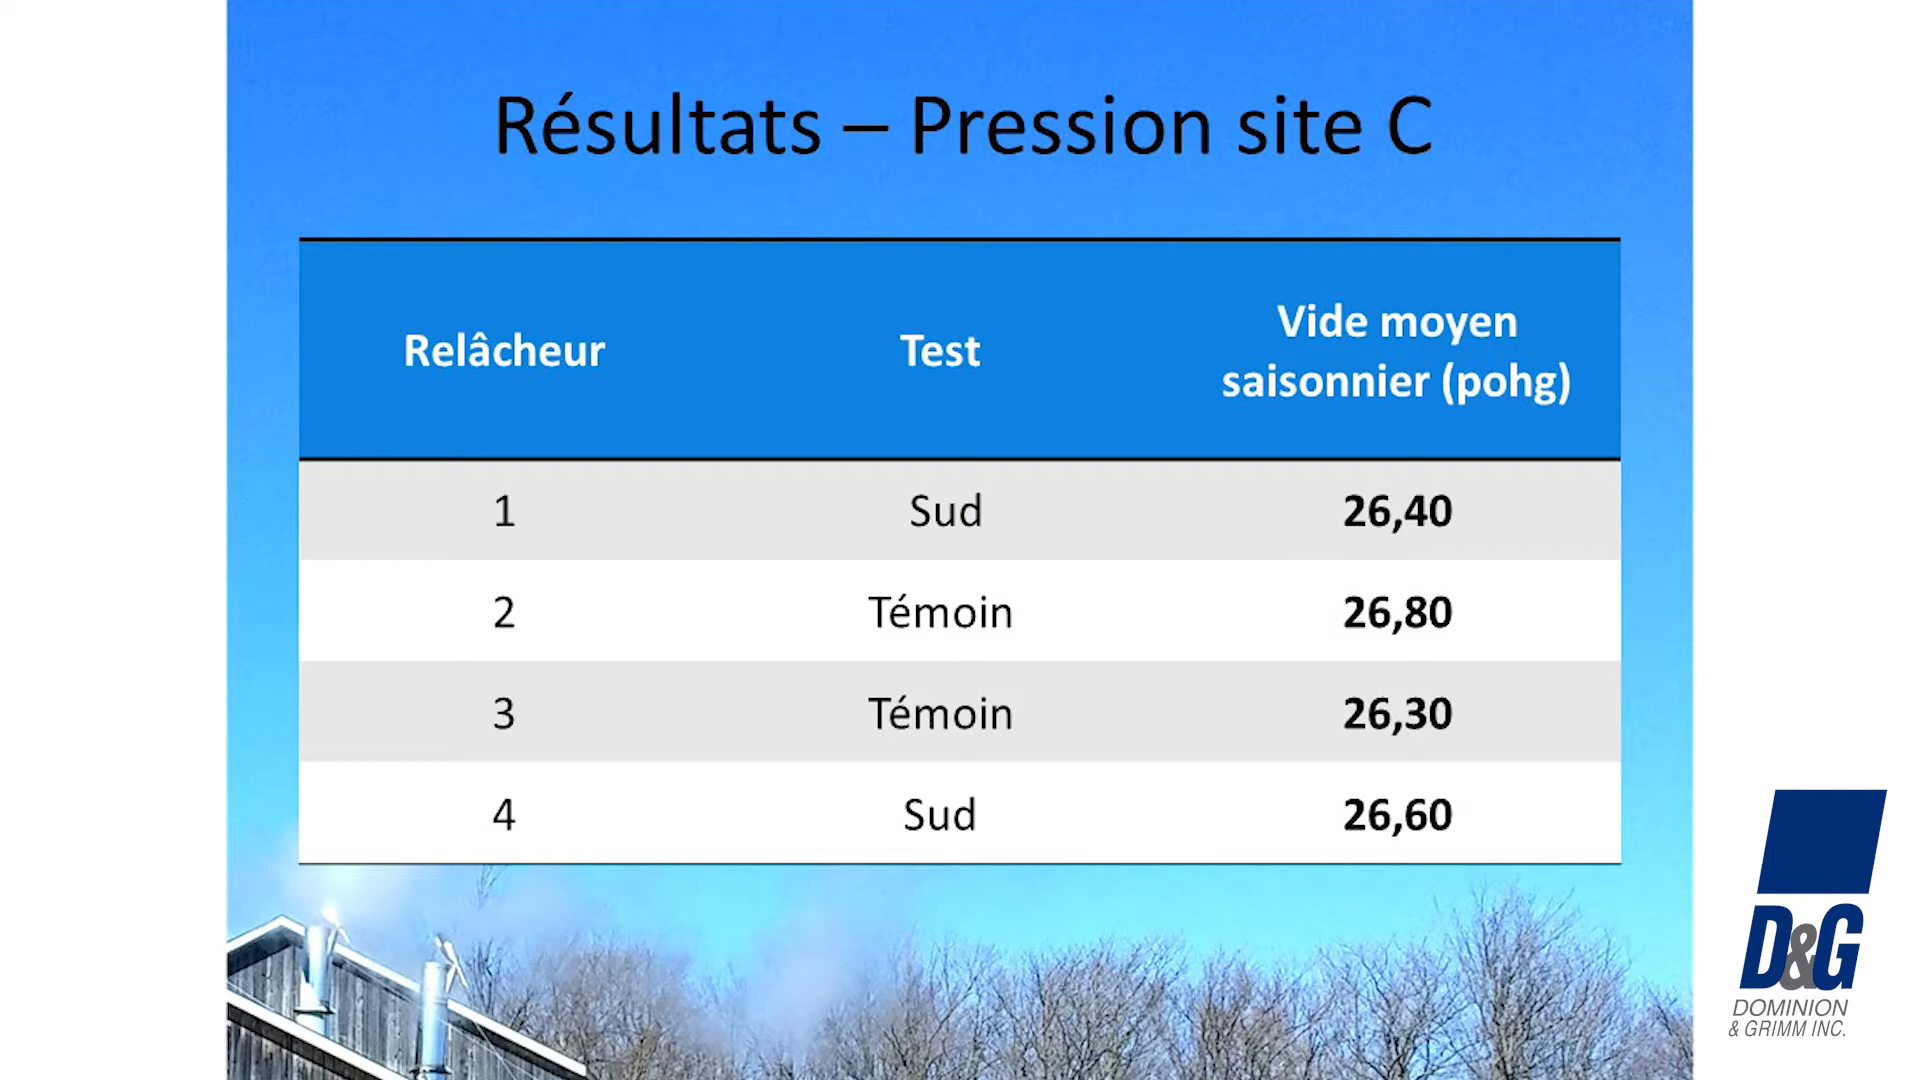 Résultats – Pression site C
Relâcheur Test Vide moyen
saisonnier (pohg)
1 Sud 26,40
2 Témoin 26,80
3 Témoin 26,30
4 Sud 26,60
D&G
DOMINION
& GRIMM INC.